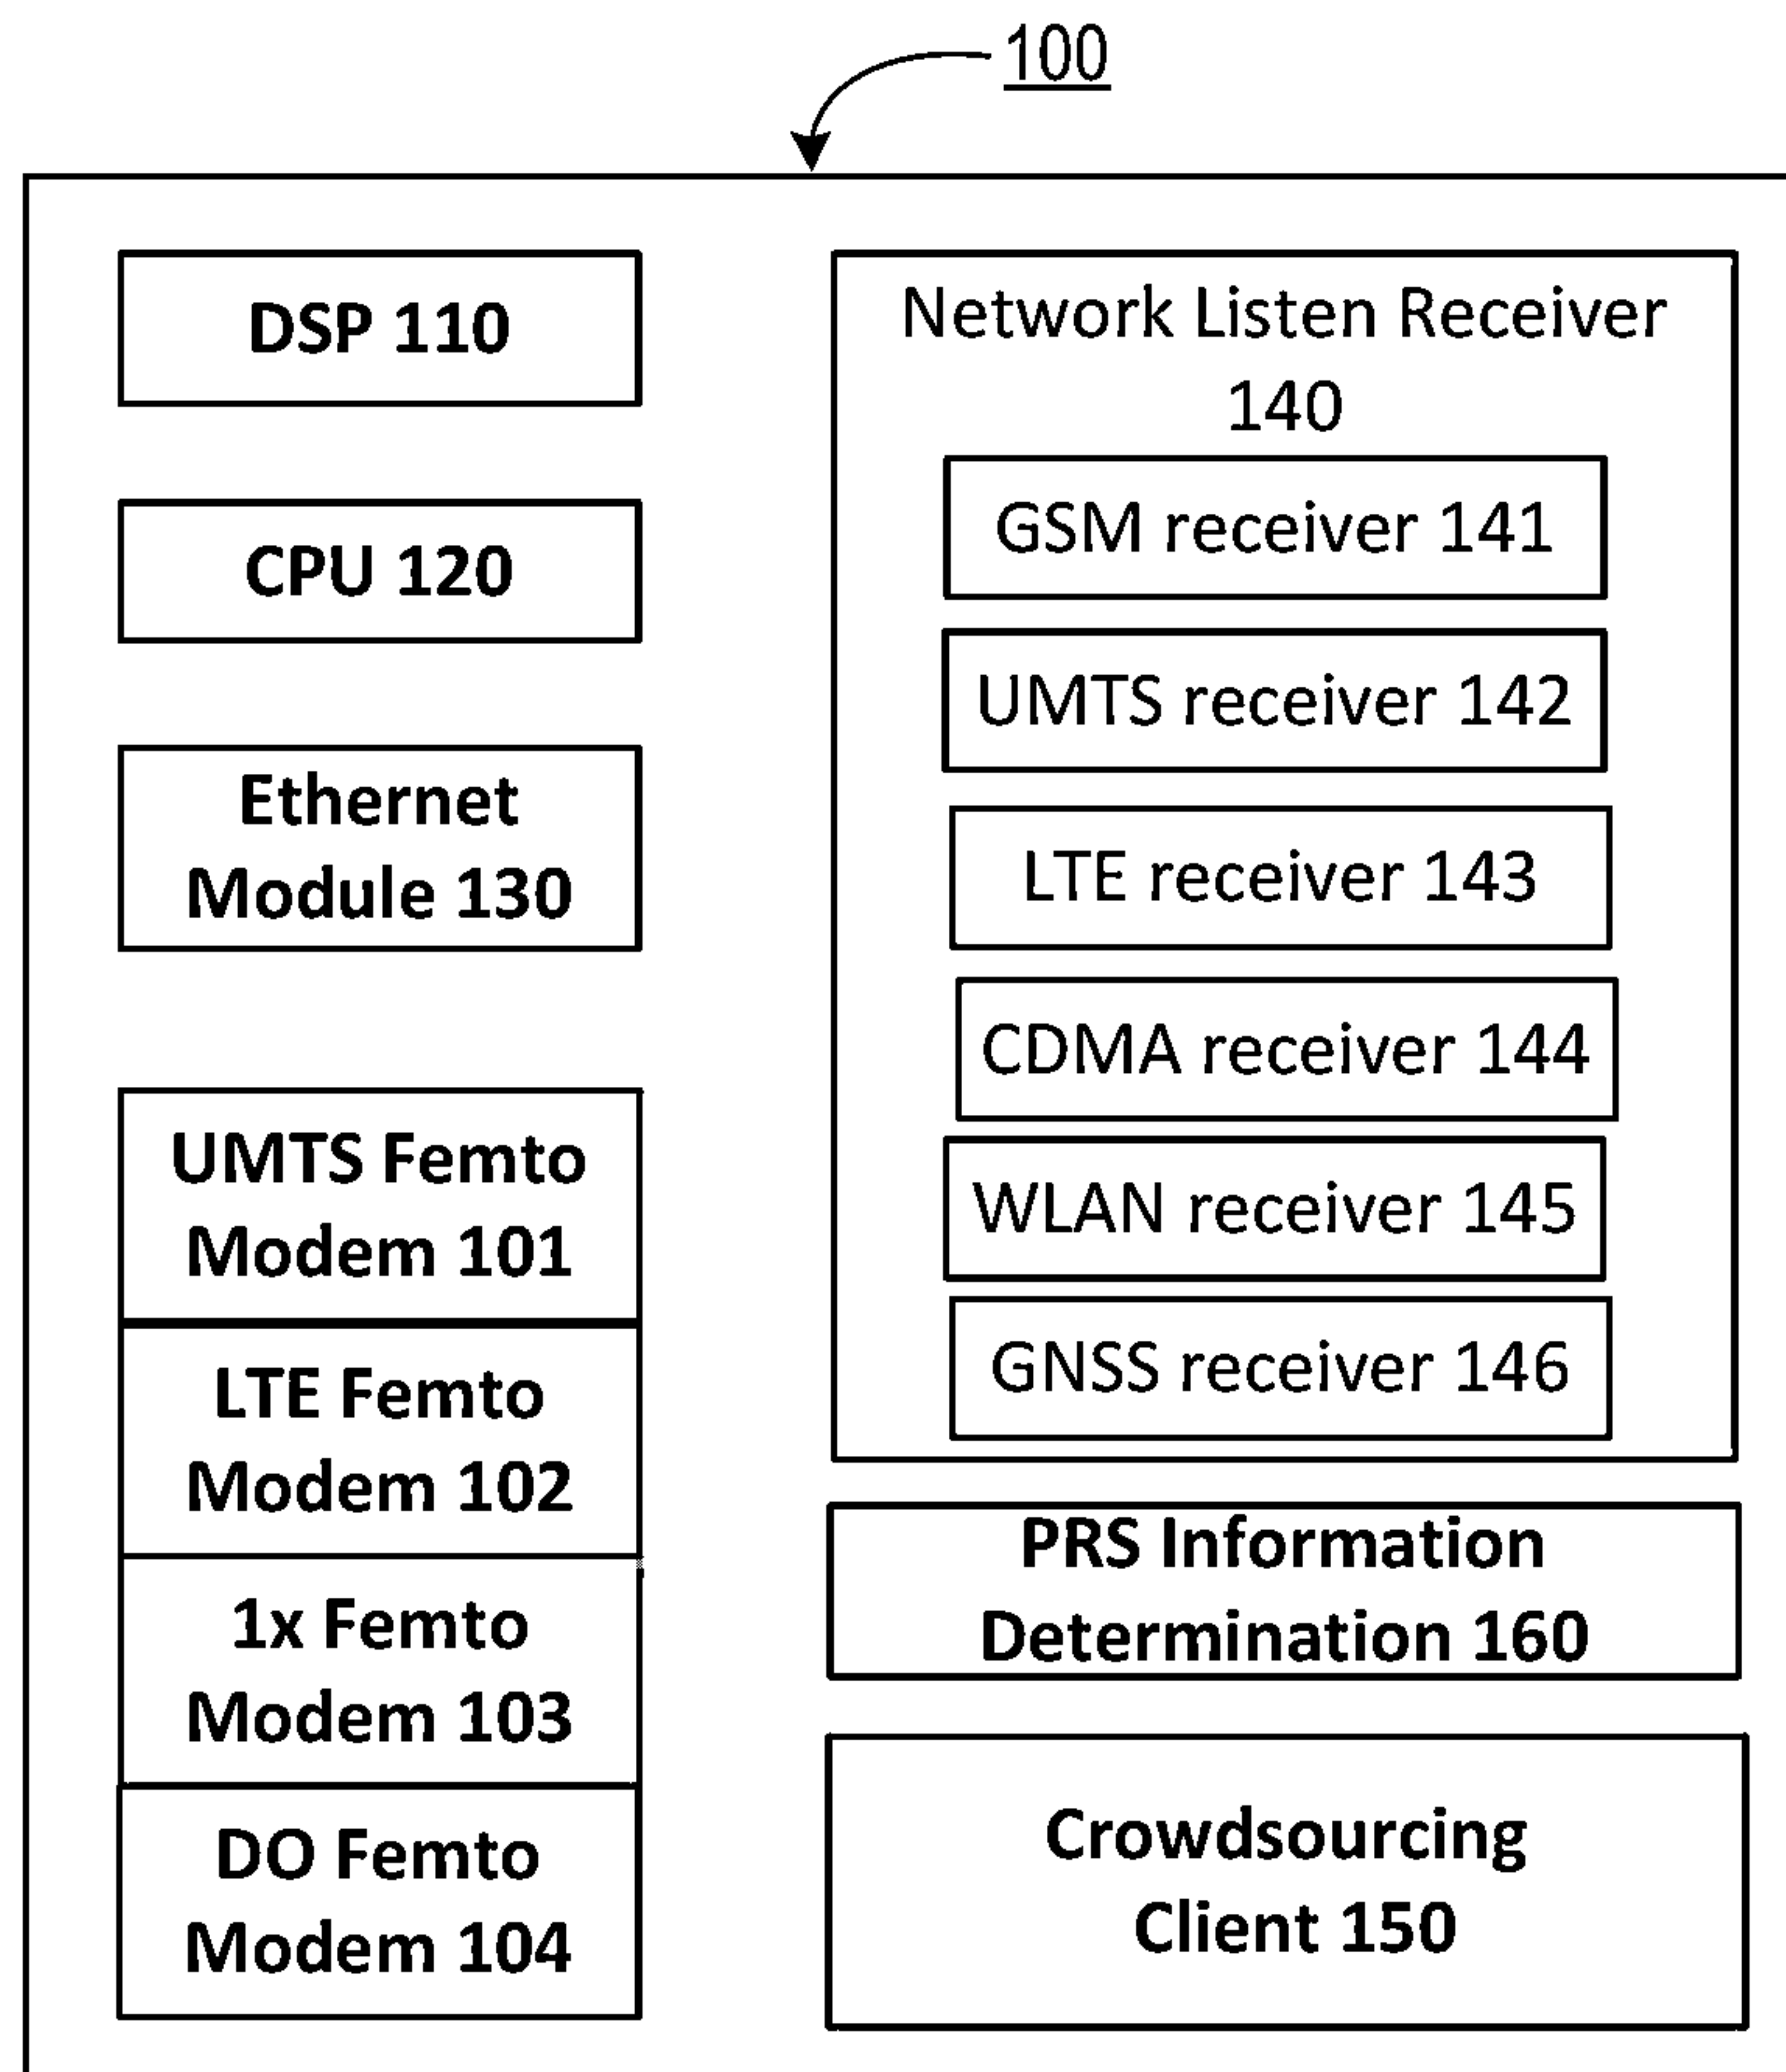 100
DSP 110
CPU 120
Ethernet
Module 130
UMTS Femto
Modem 101
LTE Femto
Modem 102
1x Femto
Modem 103
DO Femto
Modem 104
Network Listen Receiver
140
GSM receiver 141
UMTS receiver 142
LTE receiver 143
CDMA receiver 144
WLAN receiver 145
GNSS receiver 146
PRS Information
Determination 160
Crowdsourcing
Client 150